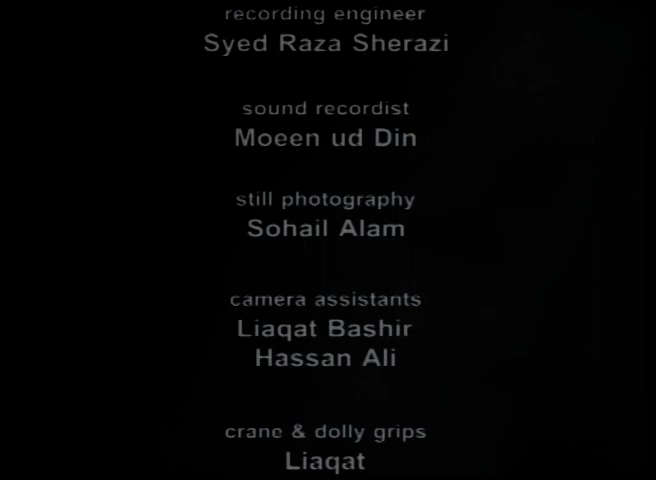 recording engineer
Syed Raza Sherazi
sound recordist
Moeen ud Din
still photography
Sohail Alam
camera assistants
Liaqat Bashir
Hassan Ali
crane & dolly grips
Liaqat